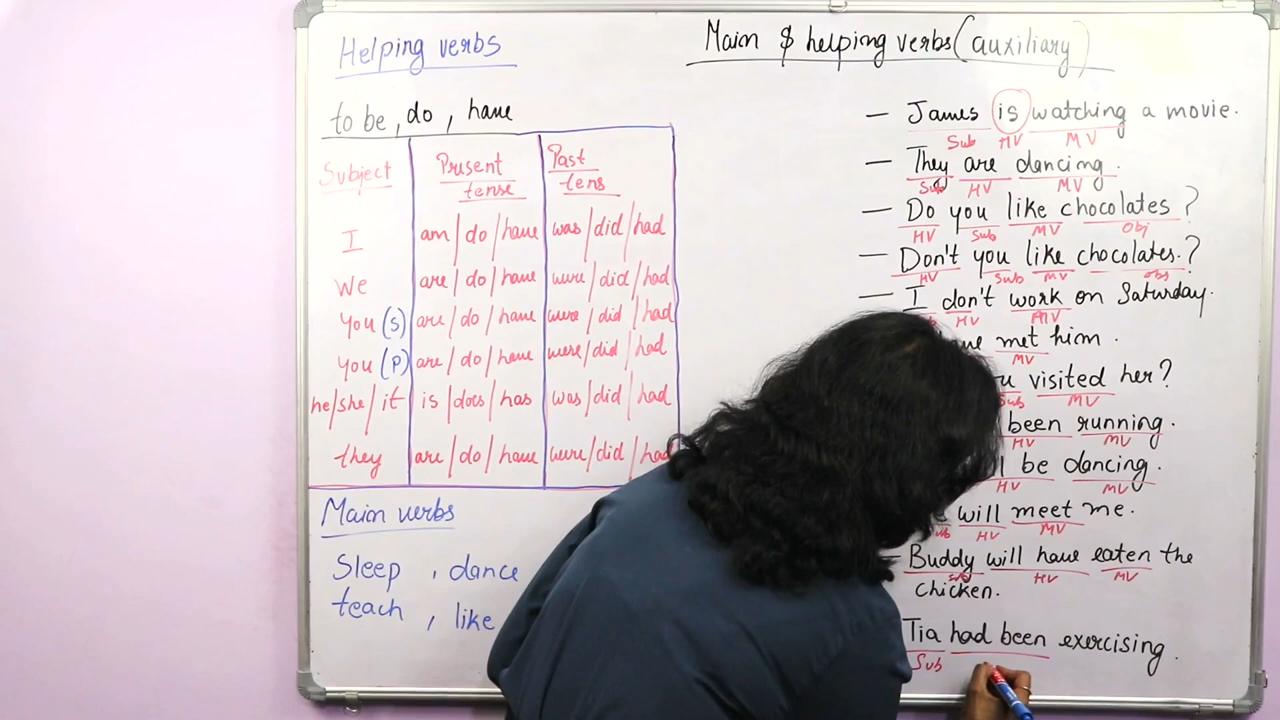 Helping verbs
to be, do, have
Subject Present tense Past tens
I am/do/have was/did/had
We are/do/have were/did/had
You (s) are/do/have were/did/had
You (P) are/do/have were/did/had
he/she/it is/does/has was/did/had
they are/do/have were/did/had
Main verbs
Sleep, dance
teach, like
Main & helping verbs (auxiliary)
— James is watching a movie.
Sub HV MV
— They are dancing.
Sub HV MV
— Do you like chocolates?
HV Sub MV Obj
— Don't you like chocolates.?
HV Sub MV obj
— I don't work on Saturday.
HV MV
met him.
MV
visited her?
Sub MV
been running.
HV MV
be dancing.
HV MV
will meet me.
HV MV
Buddy will have eaten the
Sub HV MV
chicken.
Tia had been exercising.
Sub